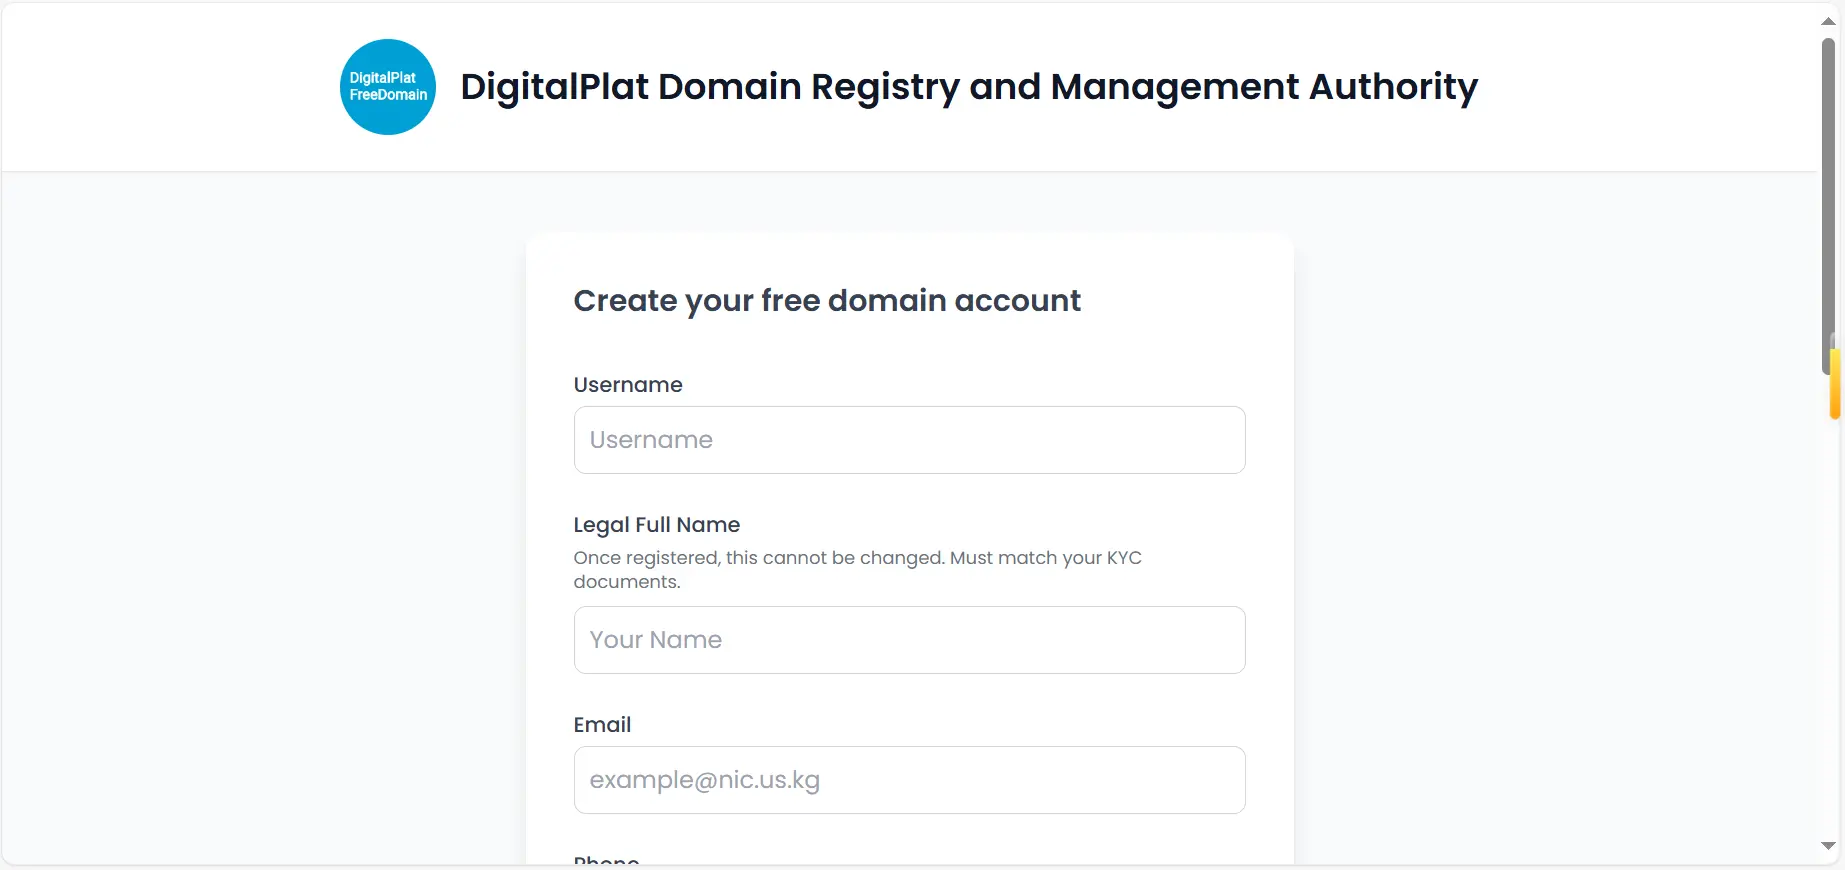 DigitalPlat
FreeDomain
DigitalPlat Domain Registry and Management Authority
Create your free domain account
Username
Username
Legal Full Name
Once registered, this cannot be changed. Must match your KYC
documents.
Your Name
Email
example@nic.us.kg
Phone